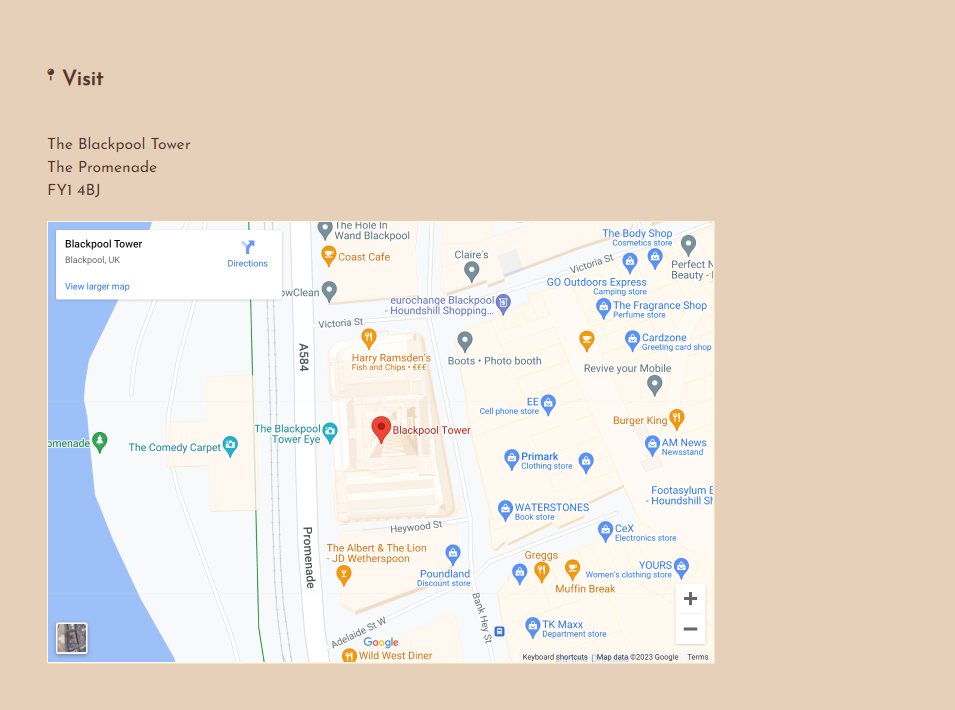 Visit
The Blackpool Tower
The Promenade
FY1 4BJ
Blackpool Tower
Blackpool, UK
View larger map
Directions
The Hole In
Wand Blackpool
Coast Cafe
Claire's
The Body Shop
Cosmetics store
Victoria St
Perfect N
Beauty - I
GO Outdoors Express
Camping store
owClean
eurochange Blackpool
- Houndshill Shopping...
The Fragrance Shop
Perfume store
Victoria St
A584
Harry Ramsden's
Fish and Chips • €€€
Boots • Photo booth
Cardzone
Greeting card shop
Revive your Mobile
EE
Cell phone store
Burger King
The Blackpool
Tower Eye
Blackpool Tower
omenade
The Comedy Carpet
AM News
Newsstand
Primark
Clothing store
Footasylum B
- Houndshill Sh
WATERSTONES
Book store
Heywood St
CeX
Electronics store
Promenade
The Albert & The Lion
- JD Wetherspoon
Poundland
Discount store
Greggs
Muffin Break
YOURS
Women's clothing store
Bank Hey St
Adelaide St W
TK Maxx
Department store
Google
Wild West Diner
Keyboard shortcuts
Map data ©2023 Google
Terms